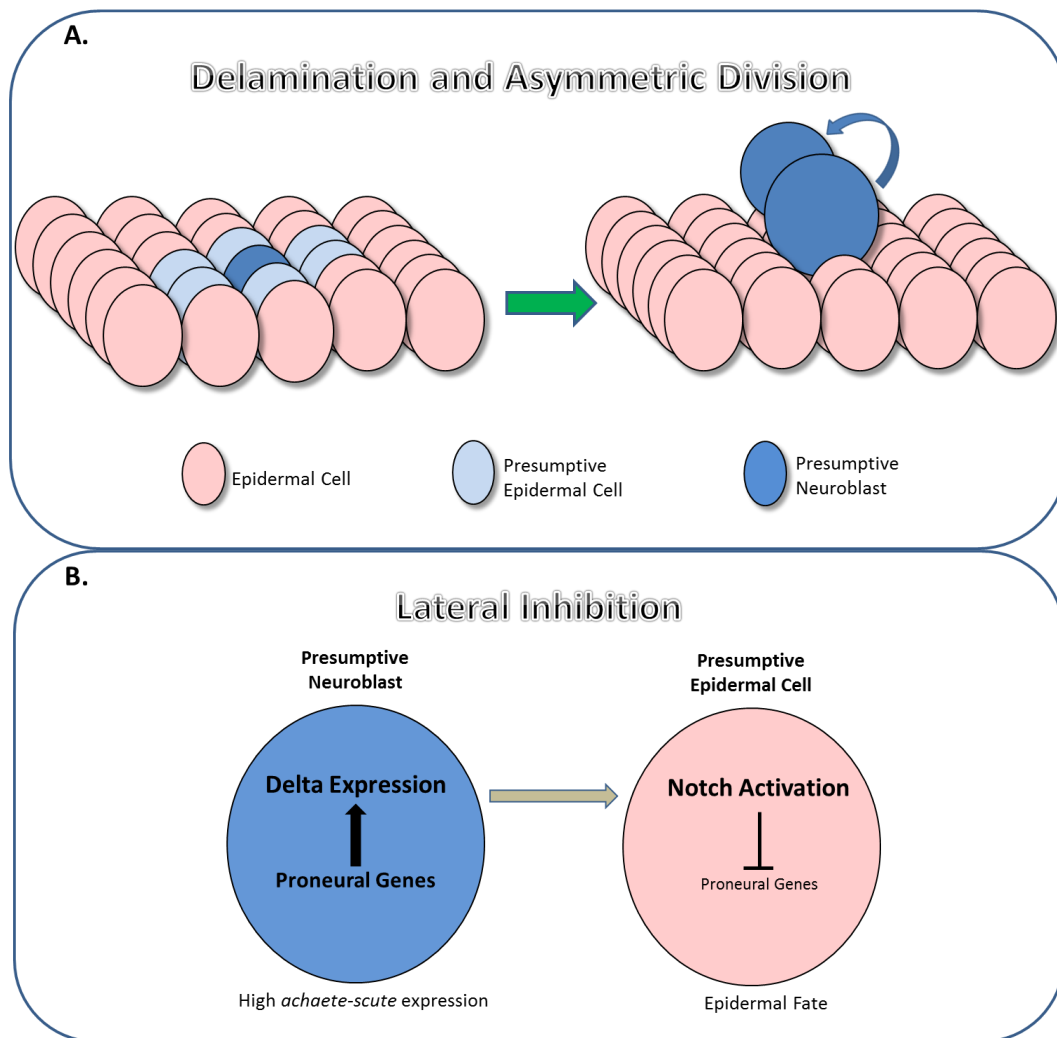 A.
Delamination and Asymmetric Division
Epidermal Cell
Presumptive
Epidermal Cell
Presumptive
Neuroblast
B.
Lateral Inhibition
Presumptive
Neuroblast
Presumptive
Epidermal Cell
Delta Expression
Proneural Genes
Notch Activation
Proneural Genes
High achaete-scute expression
Epidermal Fate